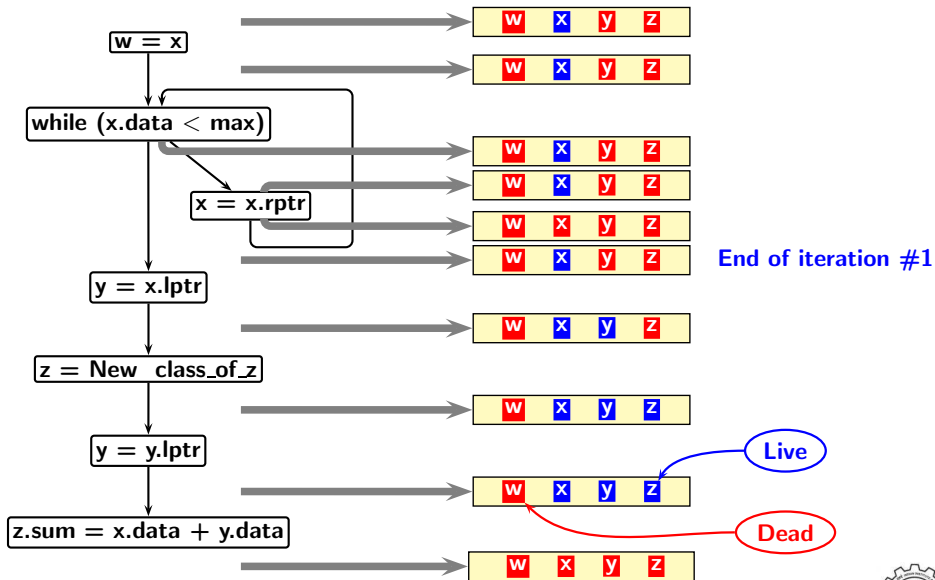 w x y z
w = x
w x y z
while (x.data < max)
w x y z
w x y z
x = x.rptr
w x y z
w x y z
End of iteration #1
y = x.lptr
w x y z
z = New class_of_z
w x y z
y = y.lptr
Live
w x y z
z.sum = x.data + y.data
Dead
w x y z